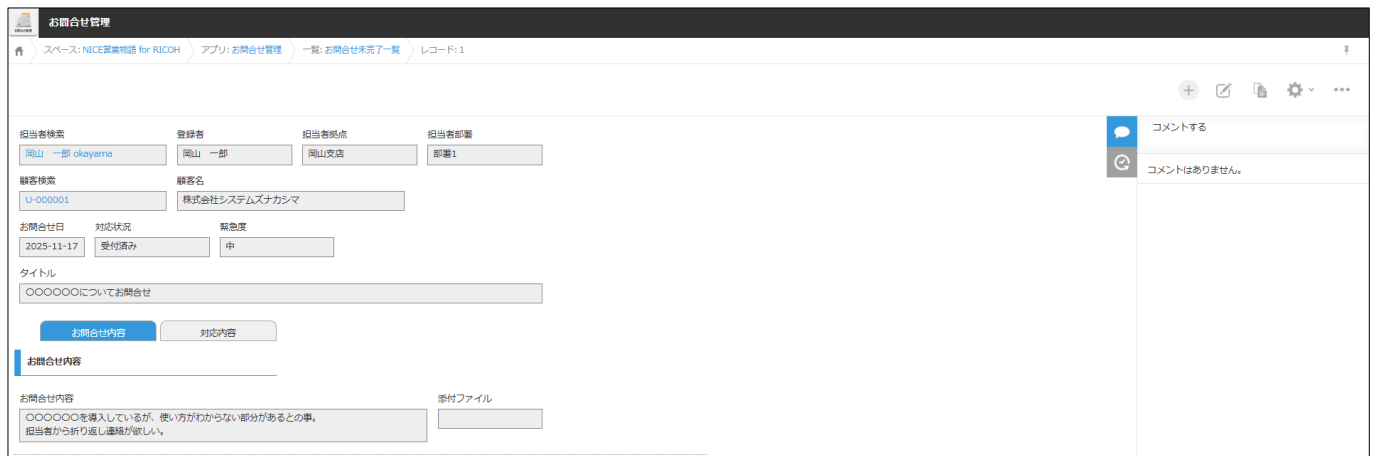 お問合せ管理
スペース: NICE営業物語 for RICOH アプリ: お問合せ管理 一覧: お問合せ未完了一覧 レコード: 1
コメントする
コメントはありません。
担当者検索 登録者 担当者拠点 担当者部署
岡山 一郎 okayama 岡山 一郎 岡山支店 部署1
顧客検索 顧客名
U-000001 株式会社システムズナカシマ
お問合せ日 対応状況 緊急度
2025-11-17 受付済み 中
タイトル
〇〇〇〇〇〇についてお問合せ
お問合せ内容 対応内容
お問合せ内容
お問合せ内容 添付ファイル
〇〇〇〇〇〇を導入しているが、使い方がわからない部分があるとの事。
担当者から折り返し連絡が欲しい。